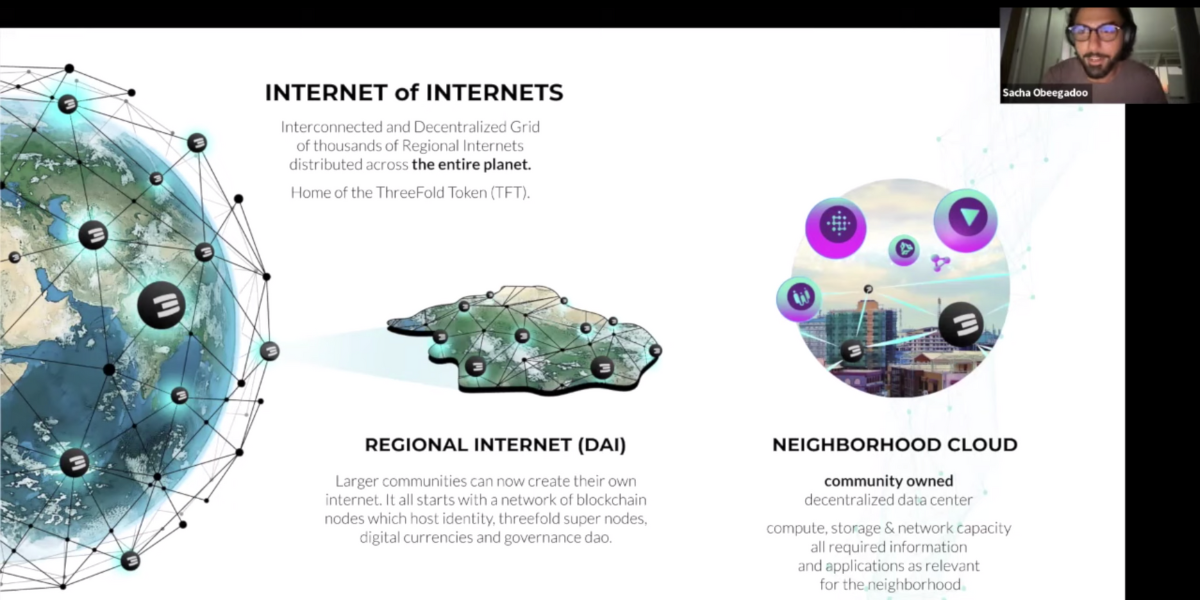 Sacha Obeegadoo
INTERNET of INTERNETS
Interconnected and Decentralized Grid
of thousands of Regional Internets
distributed across the entire planet.
Home of the ThreeFold Token (TFT).
REGIONAL INTERNET (DAI)
Larger communities can now create their own
internet. It all starts with a network of blockchain
nodes which host identity, threefold super nodes,
digital currencies and governance dao.
NEIGHBORHOOD CLOUD
community owned
decentralized data center
compute, storage & network capacity
all required information
and applications as relevant
for the neighborhood